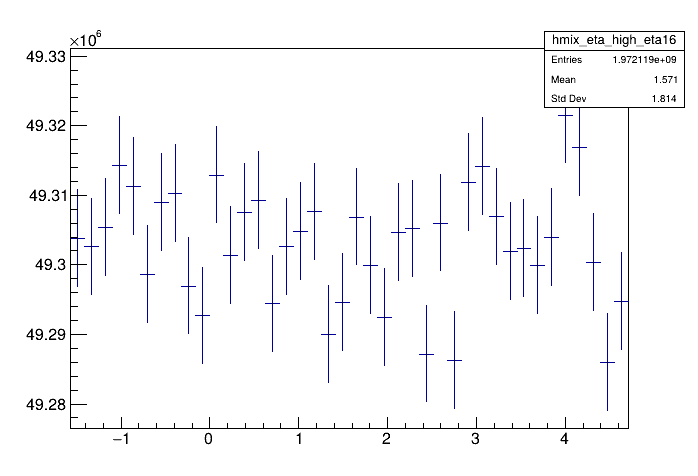 ×10⁶
hmix_eta_high_eta16
Entries 1.972119e+09
Mean 1.571
Std Dev 1.814
49.33
49.32
49.31
49.3
49.29
49.28
−1 0 1 2 3 4